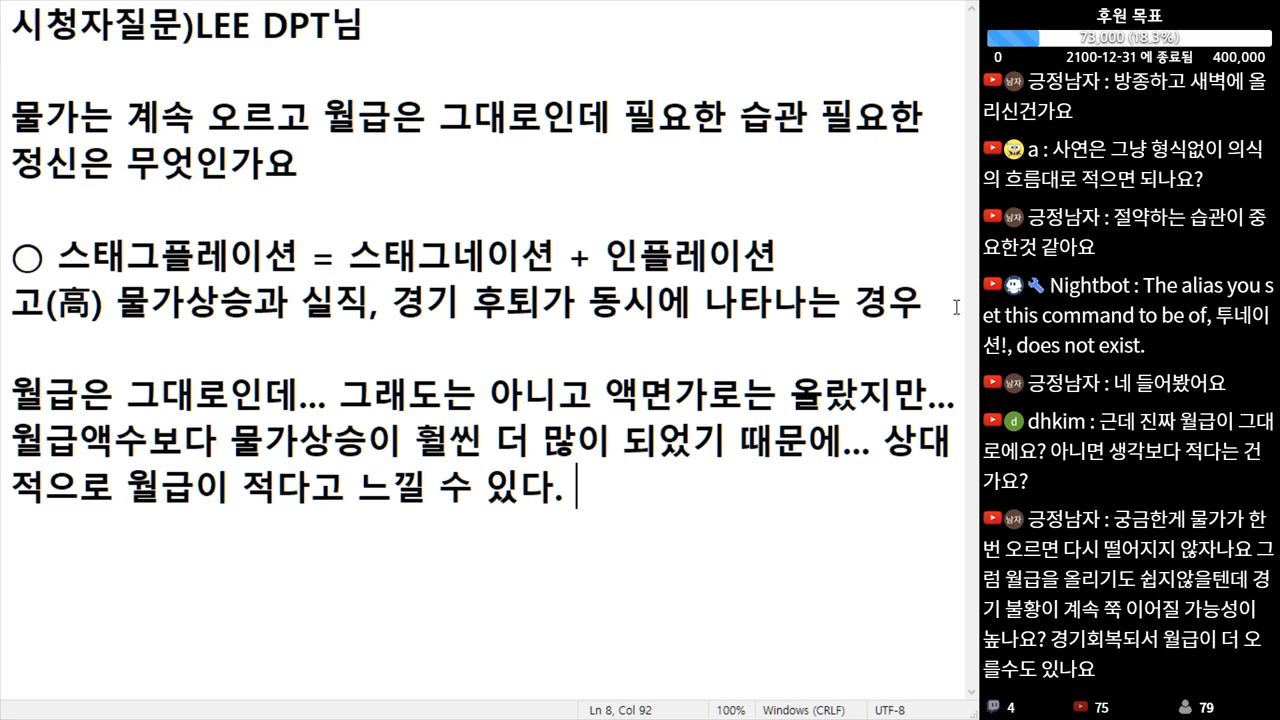 시청자질문)LEE DPT님
물가는 계속 오르고 월급은 그대로인데 필요한 습관 필요한
정신은 무엇인가요
○ 스태그플레이션 = 스태그네이션 + 인플레이션
고(高) 물가상승과 실직, 경기 후퇴가 동시에 나타나는 경우
월급은 그대로인데... 그래도는 아니고 액면가로는 올랐지만...
월급액수보다 물가상승이 훨씬 더 많이 되었기 때문에... 상대
적으로 월급이 적다고 느낄 수 있다.
Ln 8, Col 92
100%
Windows (CRLF)
UTF-8
후원 목표
73,000 (18.3%)
0 2100-12-31 에 종료됨 400,000
남자 긍정남자 : 방종하고 새벽에 올
리신건가요
a : 사연은 그냥 형식없이 의식
의 흐름대로 적으면 되나요?
남자 긍정남자 : 절약하는 습관이 중
요한것 같아요
Nightbot : The alias you s
et this command to be of, 투네이
션!, does not exist.
남자 긍정남자 : 네 들어봤어요
d dhkim : 근데 진짜 월급이 그대
로에요? 아니면 생각보다 적다는 건
가요?
남자 긍정남자 : 궁금한게 물가가 한
번 오르면 다시 떨어지지 않자나요 그
럼 월급을 올리기도 쉽지않을텐데 경
기 불황이 계속 쭉 이어질 가능성이
높나요? 경기회복되서 월급이 더 오
를수도 있나요
4 75 79